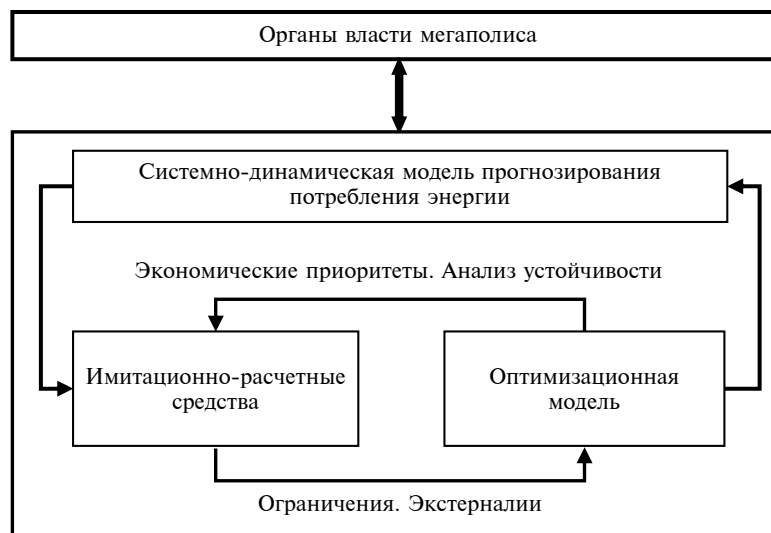 Органы власти мегаполиса
Системно-динамическая модель прогнозирования
потребления энергии
Экономические приоритеты. Анализ устойчивости
Имитационно-расчетные
средства
Оптимизационная
модель
Ограничения. Экстерналии